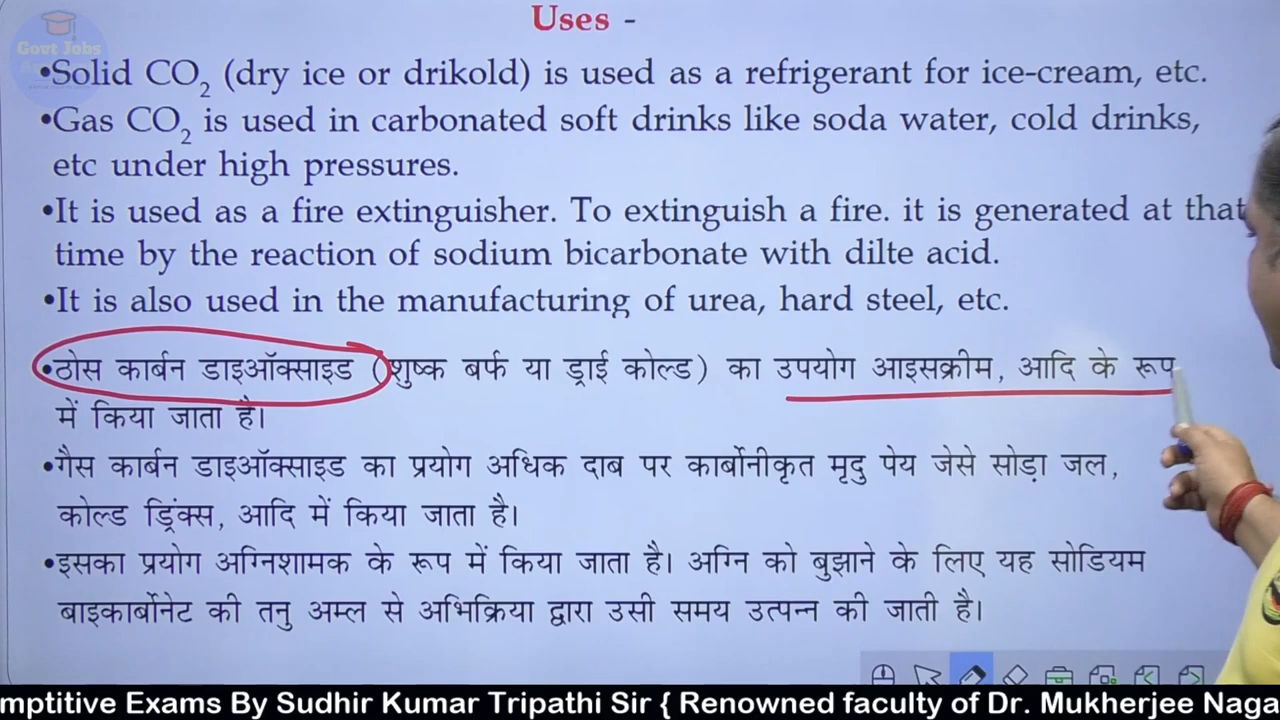 Govt Jobs
Uses -
•Solid CO₂ (dry ice or drikold) is used as a refrigerant for ice-cream, etc.
•Gas CO₂ is used in carbonated soft drinks like soda water, cold drinks,
etc under high pressures.
•It is used as a fire extinguisher. To extinguish a fire. it is generated at that
time by the reaction of sodium bicarbonate with dilte acid.
•It is also used in the manufacturing of urea, hard steel, etc.
•ठोस कार्बन डाइऑक्साइड (शुष्क बर्फ या ड्राई कोल्ड) का उपयोग आइसक्रीम, आदि के रूप
में किया जाता है।
•गैस कार्बन डाइऑक्साइड का प्रयोग अधिक दाब पर कार्बोनीकृत मृदु पेय जेसे सोड़ा जल,
कोल्ड ड्रिंक्स, आदि में किया जाता है।
•इसका प्रयोग अग्निशामक के रूप में किया जाता है। अग्नि को बुझाने के लिए यह सोडियम
बाइकार्बोनेट की तनु अम्ल से अभिक्रिया द्वारा उसी समय उत्पन्न की जाती है।
mptitive Exams By Sudhir Kumar Tripathi Sir { Renowned faculty of Dr. Mukherjee Naga